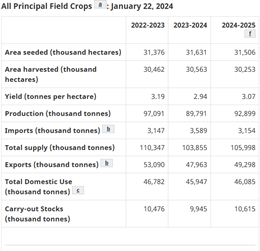 All Principal Field Crops a : January 22, 2024
2022-2023 2023-2024 2024-2025
f
Area seeded (thousand hectares) 31,376 31,631 31,506
Area harvested (thousand 30,462 30,563 30,253
hectares)
Yield (tonnes per hectare) 3.19 2.94 3.07
Production (thousand tonnes) 97,091 89,791 92,899
Imports (thousand tonnes) b 3,147 3,589 3,154
Total supply (thousand tonnes) 110,347 103,855 105,998
Exports (thousand tonnes) b 53,090 47,963 49,298
Total Domestic Use 46,782 45,947 46,085
(thousand tonnes) c
Carry-out Stocks 10,476 9,945 10,615
(thousand tonnes)